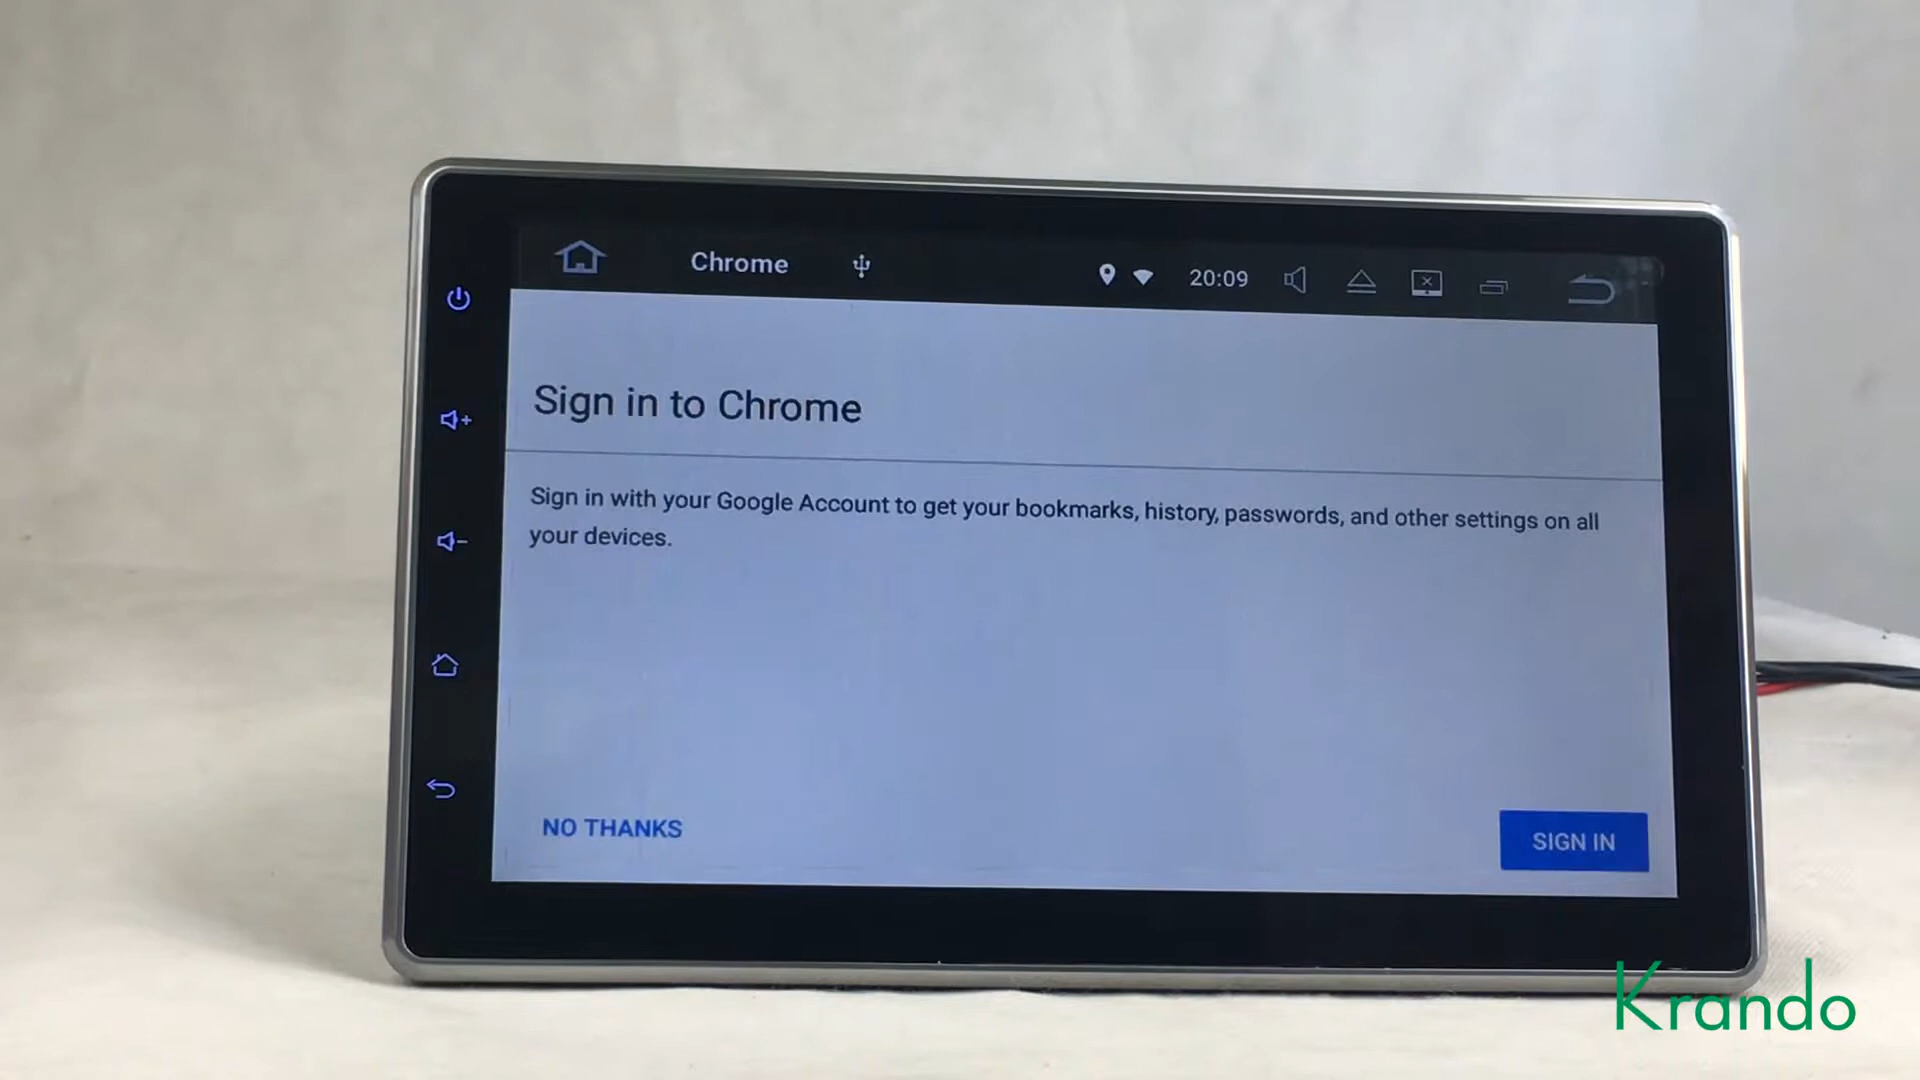 Chrome
20:09
Sign in to Chrome
Sign in with your Google Account to get your bookmarks, history, passwords, and other settings on all
your devices.
NO THANKS
SIGN IN
Krando